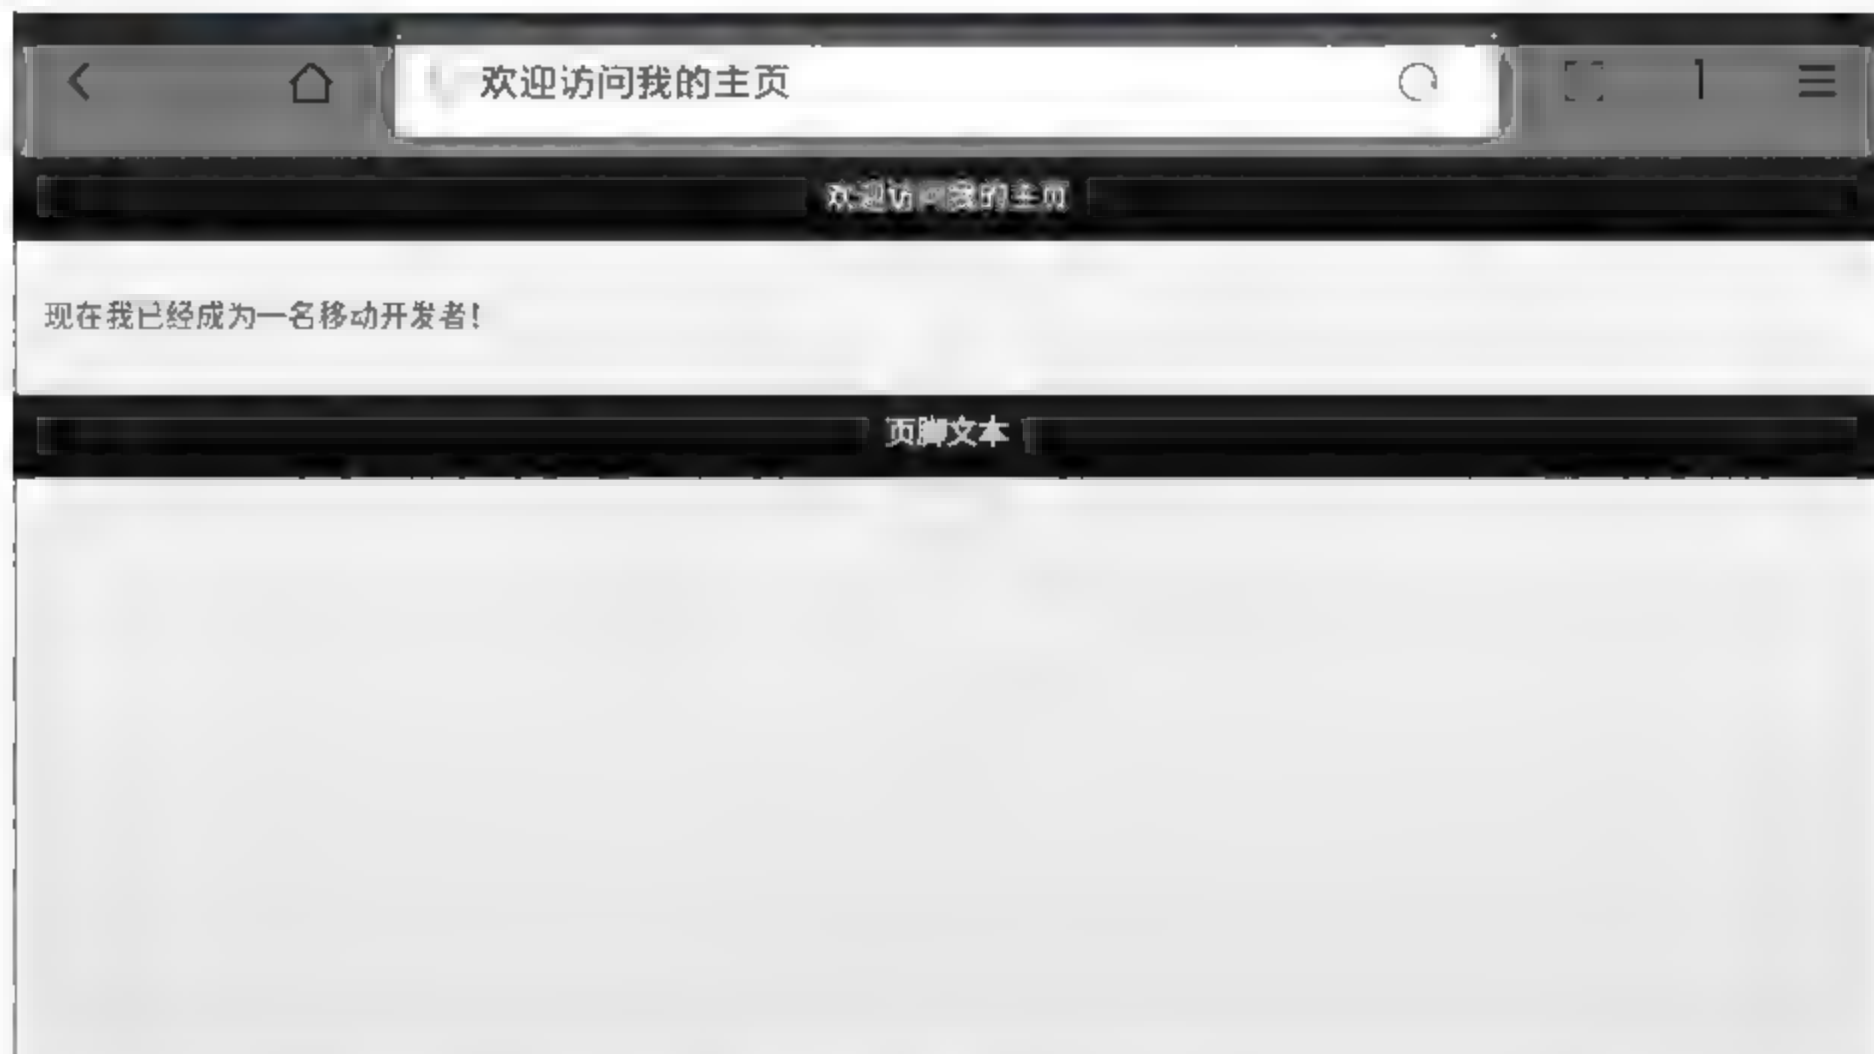 欢迎访问我的主页 1
欢迎访问我的主页
现在我已经成为一名移动开发者!
页脚文本